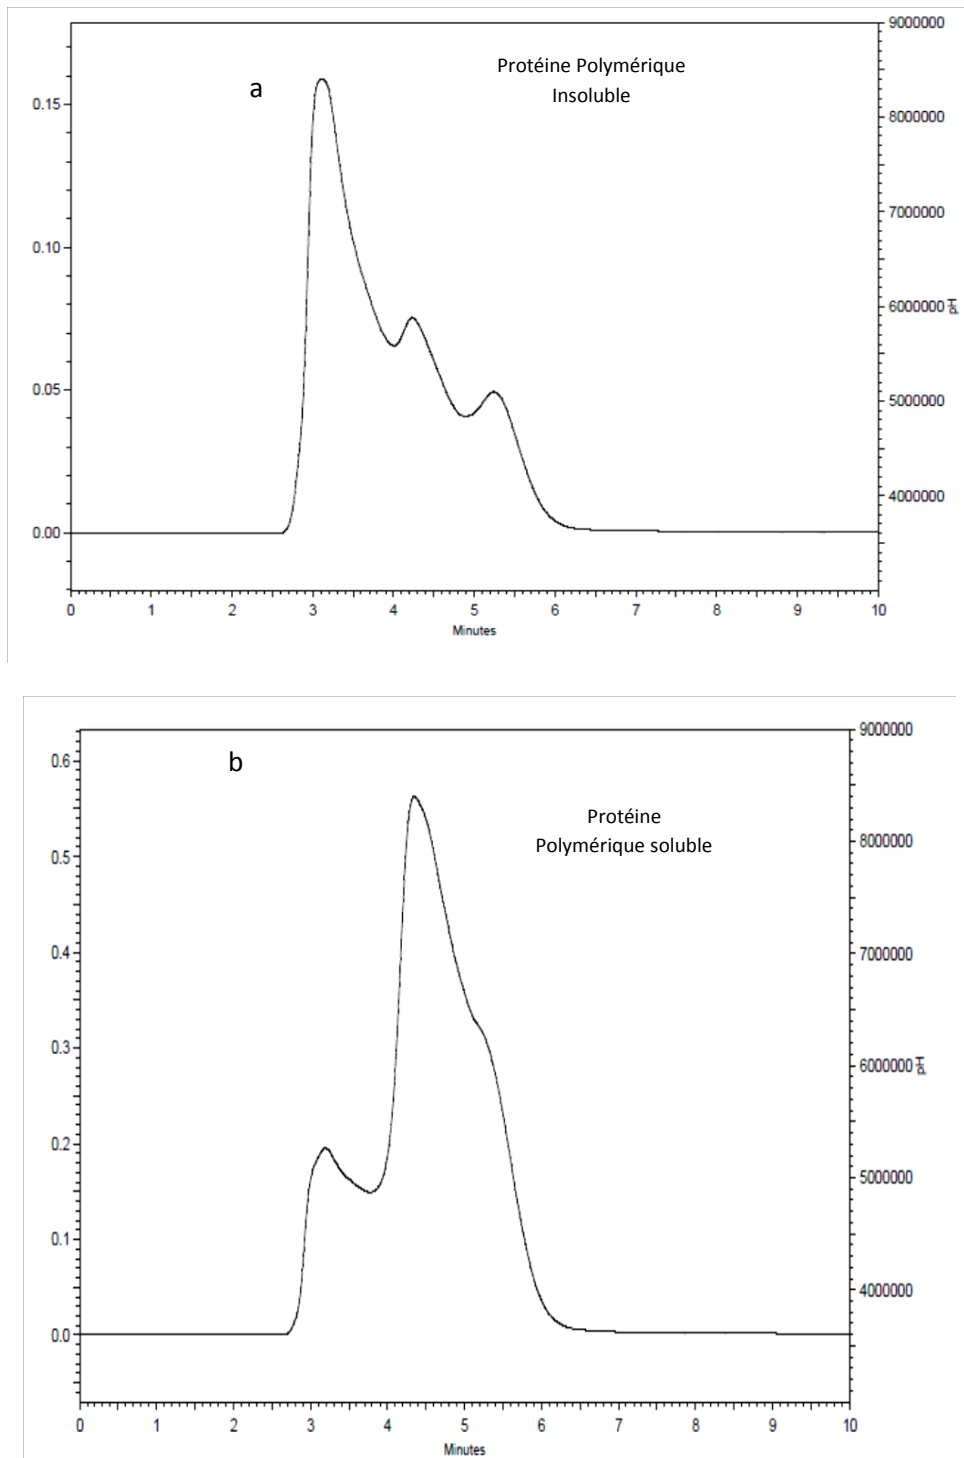 a
Protéine Polymérique
Insoluble
0.15
0.10
0.05
0.00
9000000
8000000
7000000
6000000
5000000
4000000
pH
0 1 2 3 4 5 6 7 8 9 10
Minutes
b
Protéine
Polymérique soluble
0.6
0.5
0.4
0.3
0.2
0.1
0.0
9000000
8000000
7000000
6000000
5000000
4000000
pH
0 1 2 3 4 5 6 7 8 9 10
Minutes